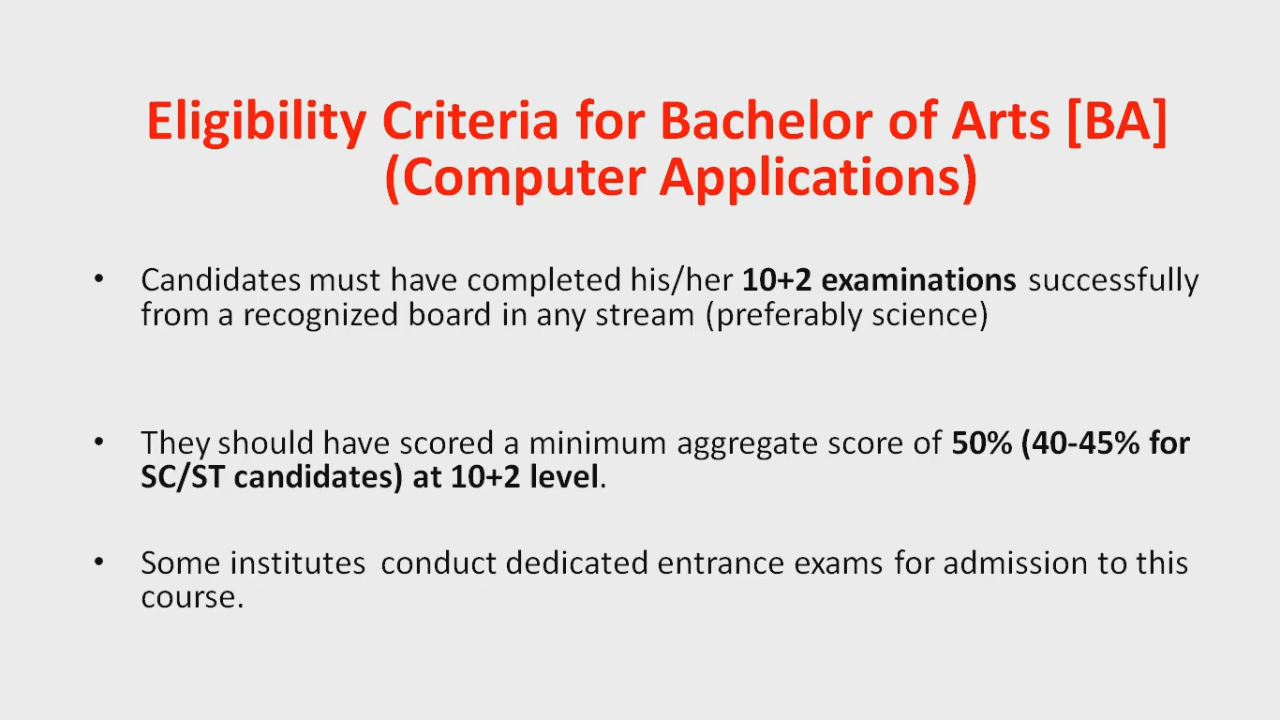 Eligibility Criteria for Bachelor of Arts [BA]
(Computer Applications)
• Candidates must have completed his/her 10+2 examinations successfully
from a recognized board in any stream (preferably science)
• They should have scored a minimum aggregate score of 50% (40-45% for
SC/ST candidates) at 10+2 level.
• Some institutes conduct dedicated entrance exams for admission to this
course.